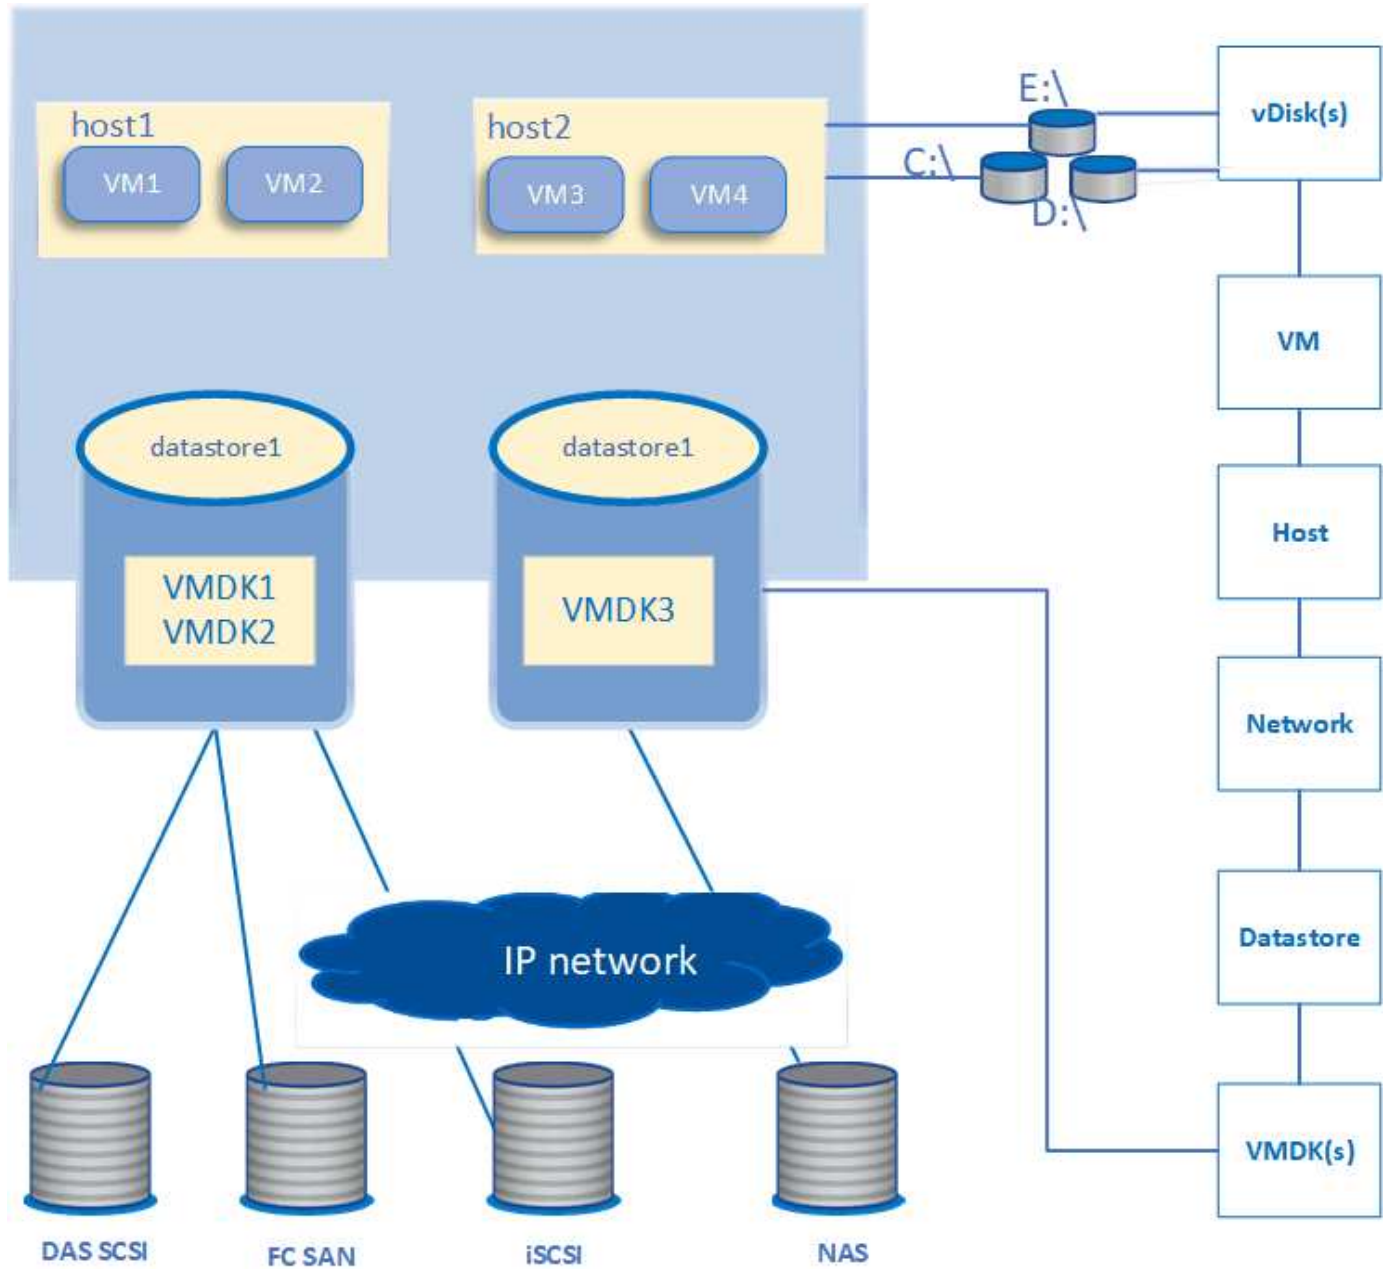 host1
VM1
VM2
host2
VM3
VM4
E:\
C:\
D:\
vDisk(s)
VM
Host
Network
Datastore
VMDK(s)
datastore1
VMDK1
VMDK2
datastore1
VMDK3
IP network
DAS SCSI
FC SAN
iSCSI
NAS